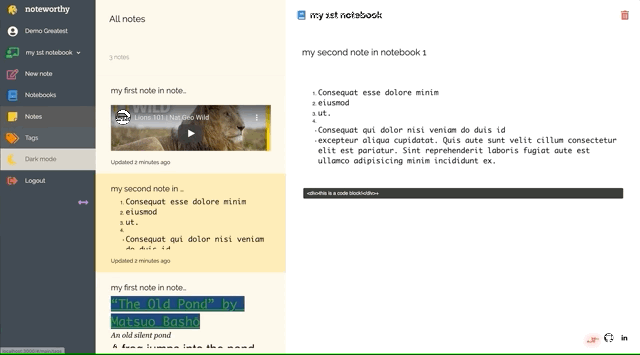 noteworthy
Demo Greatest
my 1st notebook
New note
Notebooks
Notes
Tags
Dark mode
Logout
All notes
3 notes
my first note in note...
Lions 101 | Nat Geo Wild
Updated 2 minutes ago
my second note in ...
1. Consequat esse dolore minim
2. eiusmod
3. ut.
4.
• Consequat qui dolor nisi veniam
do duis id
Updated 2 minutes ago
my first note in note...
“The Old Pond” by
Matsuo Bashō
An old silent pond
A frog jumps into the pond
my 1st notebook
my second note in notebook 1
1. Consequat esse dolore minim
2. eiusmod
3. ut.
4.
• Consequat qui dolor nisi veniam do duis id
• excepteur aliqua cupidatat. Quis aute sunt velit cillum consectetur
elit est pariatur. Sint reprehenderit laboris fugiat aute est
ullamco adipisicing minim incididunt ex.
<div>this is a code block!</div>
in